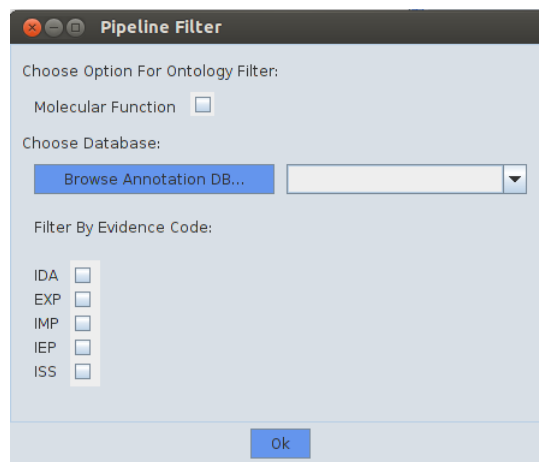 Pipeline Filter
Choose Option For Ontology Filter:
Molecular Function
Choose Database:
Browse Annotation DB...
Filter By Evidence Code:
IDA
EXP
IMP
IEP
ISS
Ok